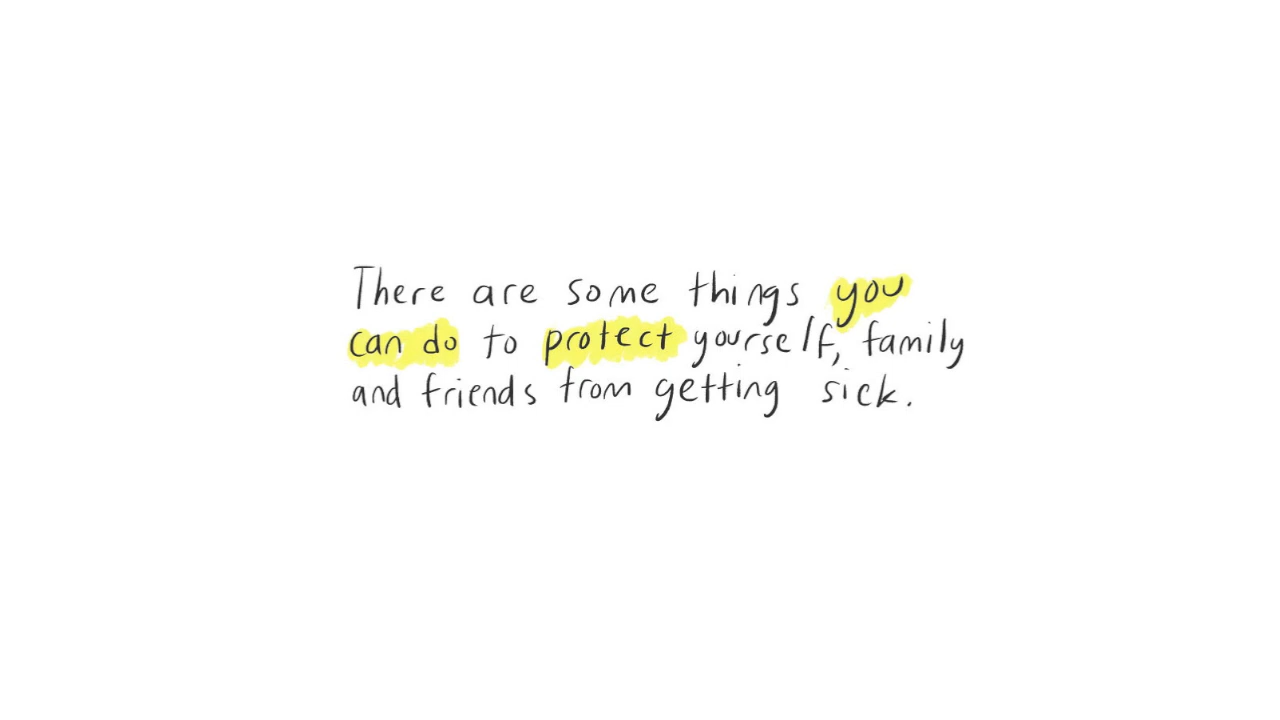 There are some things you
can do to protect yourself, family
and friends from getting sick.